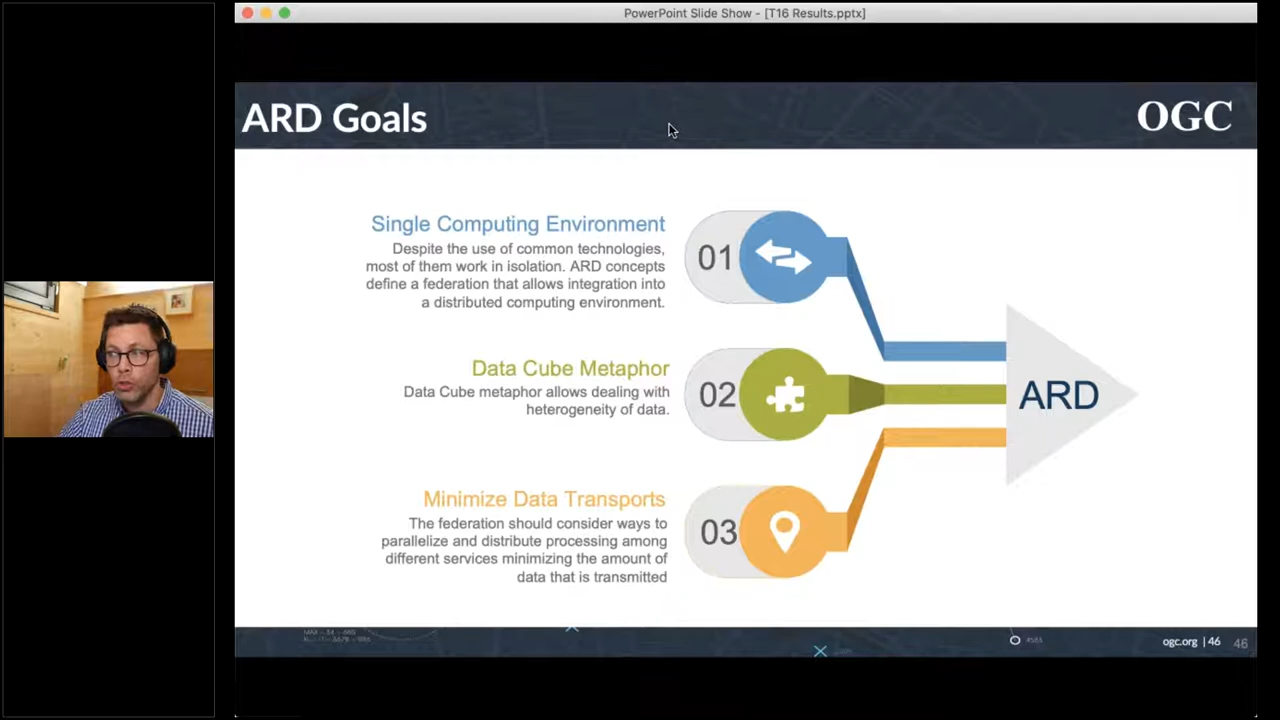 PowerPoint Slide Show - [T16 Results.pptx]
ARD Goals
OGC
Single Computing Environment
Despite the use of common technologies,
most of them work in isolation. ARD concepts
define a federation that allows integration into
a distributed computing environment.
01
Data Cube Metaphor
Data Cube metaphor allows dealing with
heterogeneity of data.
02
ARD
Minimize Data Transports
The federation should consider ways to
parallelize and distribute processing among
different services minimizing the amount of
data that is transmitted
03
ogc.org | 46
46